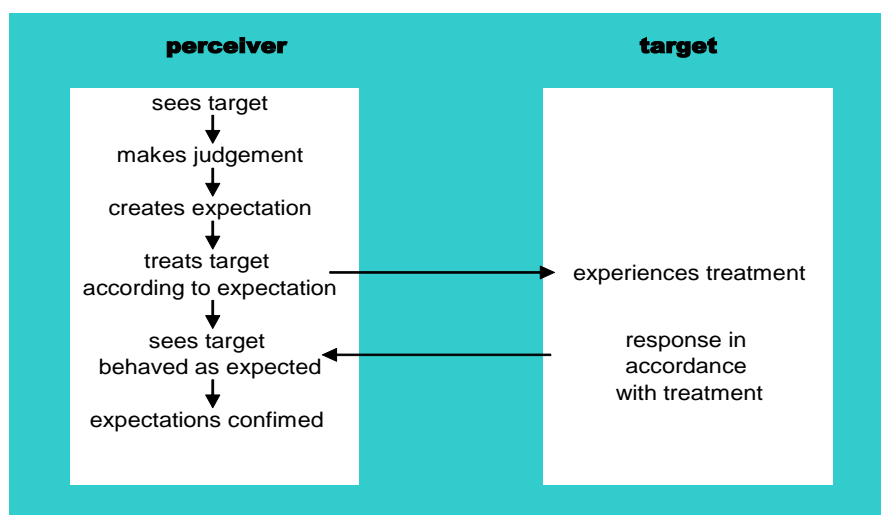 perceiver
target
sees target
makes judgement
creates expectation
treats target
according to expectation
experiences treatment
sees target
behaved as expected
response in
accordance
with treatment
expectations confimed